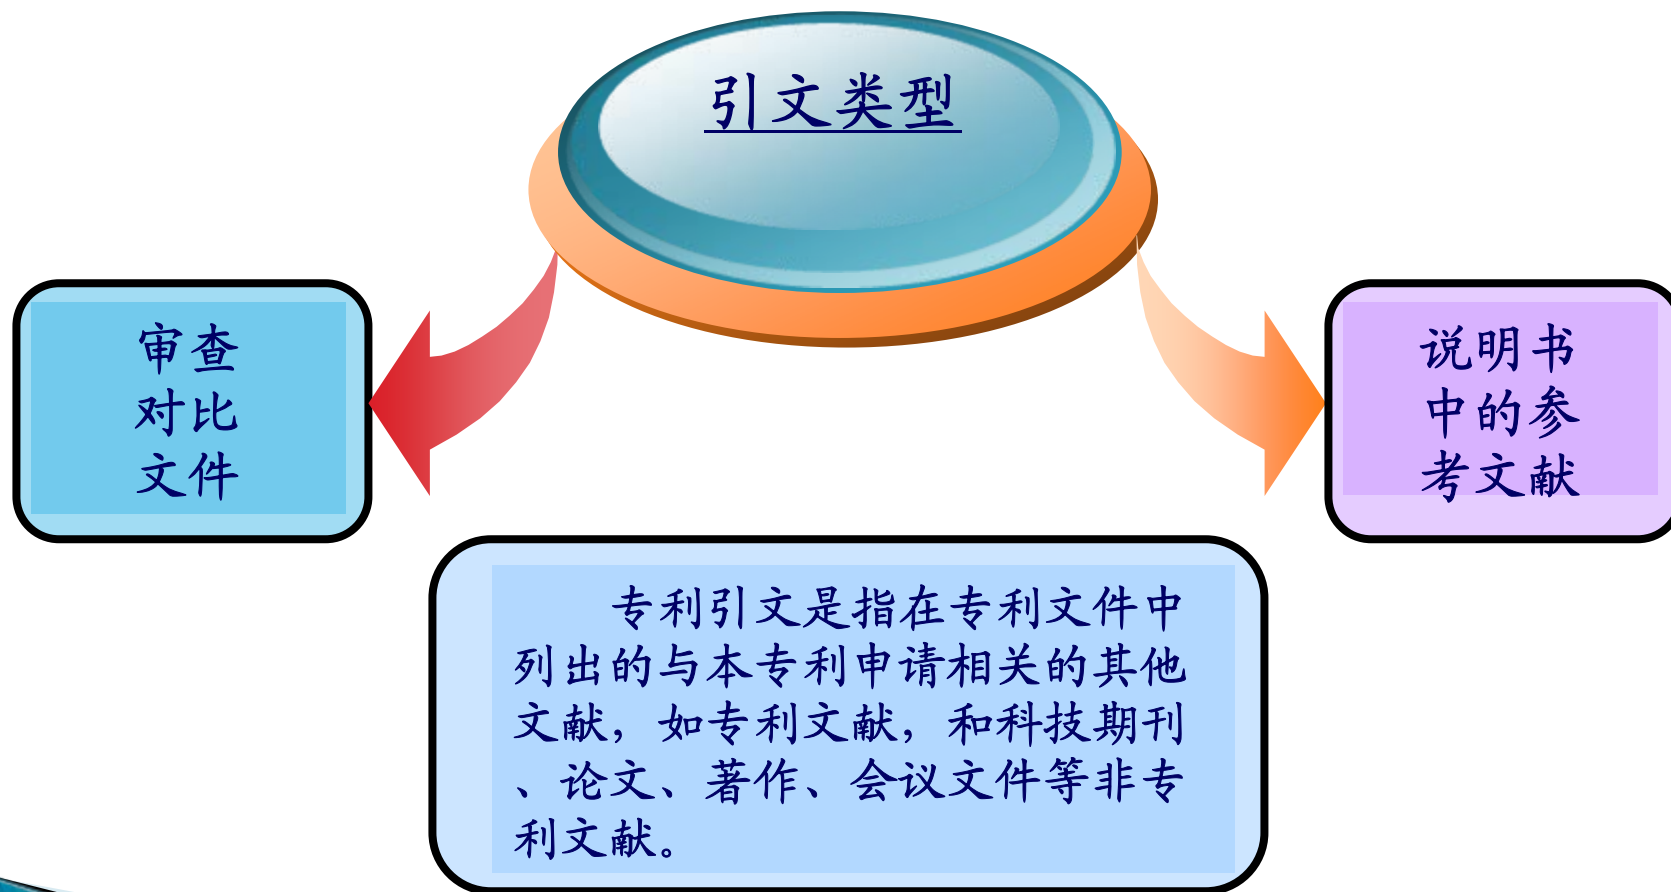 引文类型
审查
对比
文件
说明书
中的参
考文献
专利引文是指在专利文件中
列出的与本专利申请相关的其他
文献，如专利文献，和科技期刊
、论文、著作、会议文件等非专
利文献。